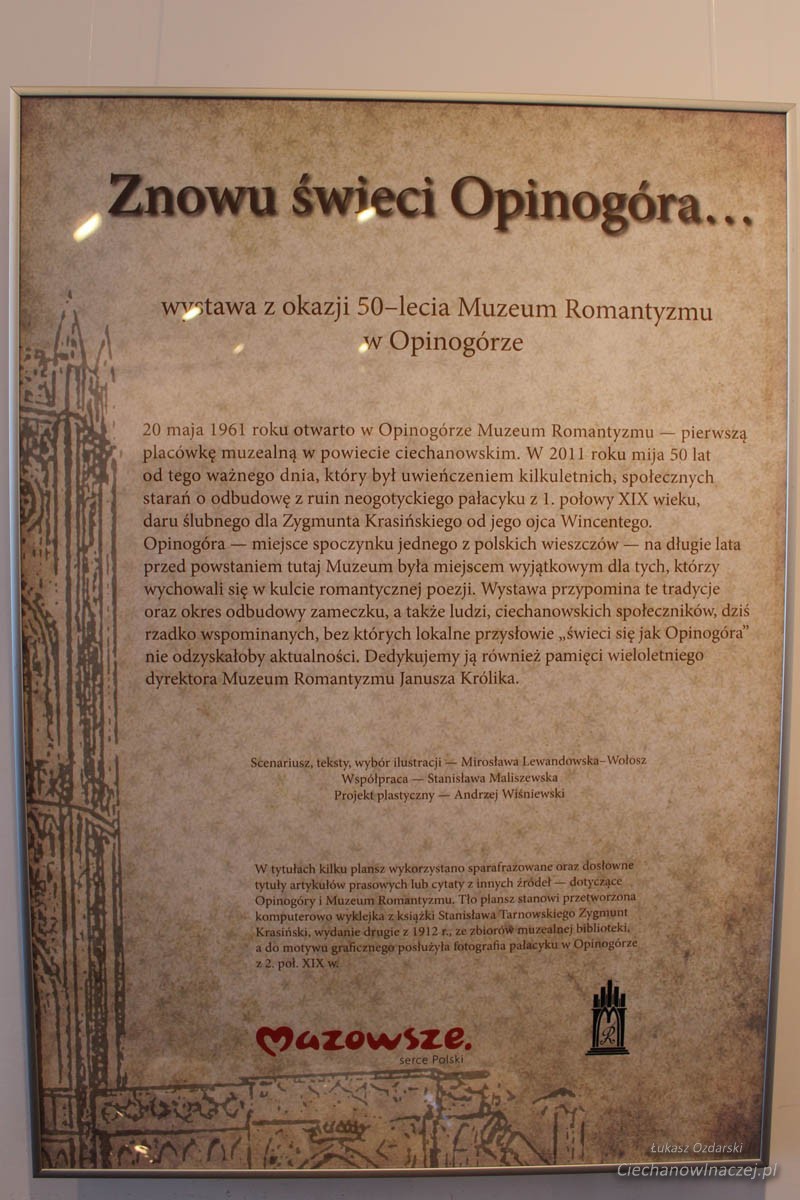 Znowu święci Opinogóra...
wystawa z okazji 50–lecia Muzeum Romantyzmu
w Opinogórze
20 maja 1961 roku otwarto w Opinogórze Muzeum Romantyzmu — pierwszą
placówkę muzealną w powiecie ciechanowskim. W 2011 roku mija 50 lat
od tego ważnego dnia, który był uwieńczeniem kilkuletnich, społecznych
starań o odbudowę z ruin neogotyckiego pałacyku z 1. połowy XIX wieku,
daru ślubnego dla Zygmunta Krasińskiego od jego ojca Wincentego.
Opinogóra — miejsce spoczynku jednego z polskich wieszczów — na długie lata
przed powstaniem tutaj Muzeum była miejscem wyjątkowym dla tych, którzy
wychowali się w kulcie romantycznej poezji. Wystawa przypomina te tradycje
oraz okres odbudowy zameczku, a także ludzi, ciechanowskich społeczników, dziś
rzadko wspominanych, bez których lokalne przysłowie „świeci się jak Opinogóra”
nie odzyskałoby aktualności. Dedykujemy ją również pamięci wieloletniego
dyrektora Muzeum Romantyzmu Janusza Królika.
Scenariusz, teksty, wybór ilustracji — Mirosława Lewandowska–Wołosz
Współpraca — Stanisława Maliszewska
Projekt plastyczny — Andrzej Wiśniewski
W tytułach kilku plansz wykorzystano sparafrazowane oraz dosłowne
tytuły artykułów prasowych lub cytaty z innych źródeł — dotyczące
Opinogóry i Muzeum Romantyzmu. Tło plansz stanowi przetworzona
komputerowo wyklejka z książki Stanisława Tarnowskiego Zygmunt
Krasiński, wydanie drugie z 1912 r., ze zbiorów muzealnej biblioteki,
a do motywu graficznego posłużyła fotografia pałacyku w Opinogórze
z 2. poł. XIX w.
Mazowsze.
serce Polski
MR
Łukasz Ozdarski
CiechanowInaczej.pl